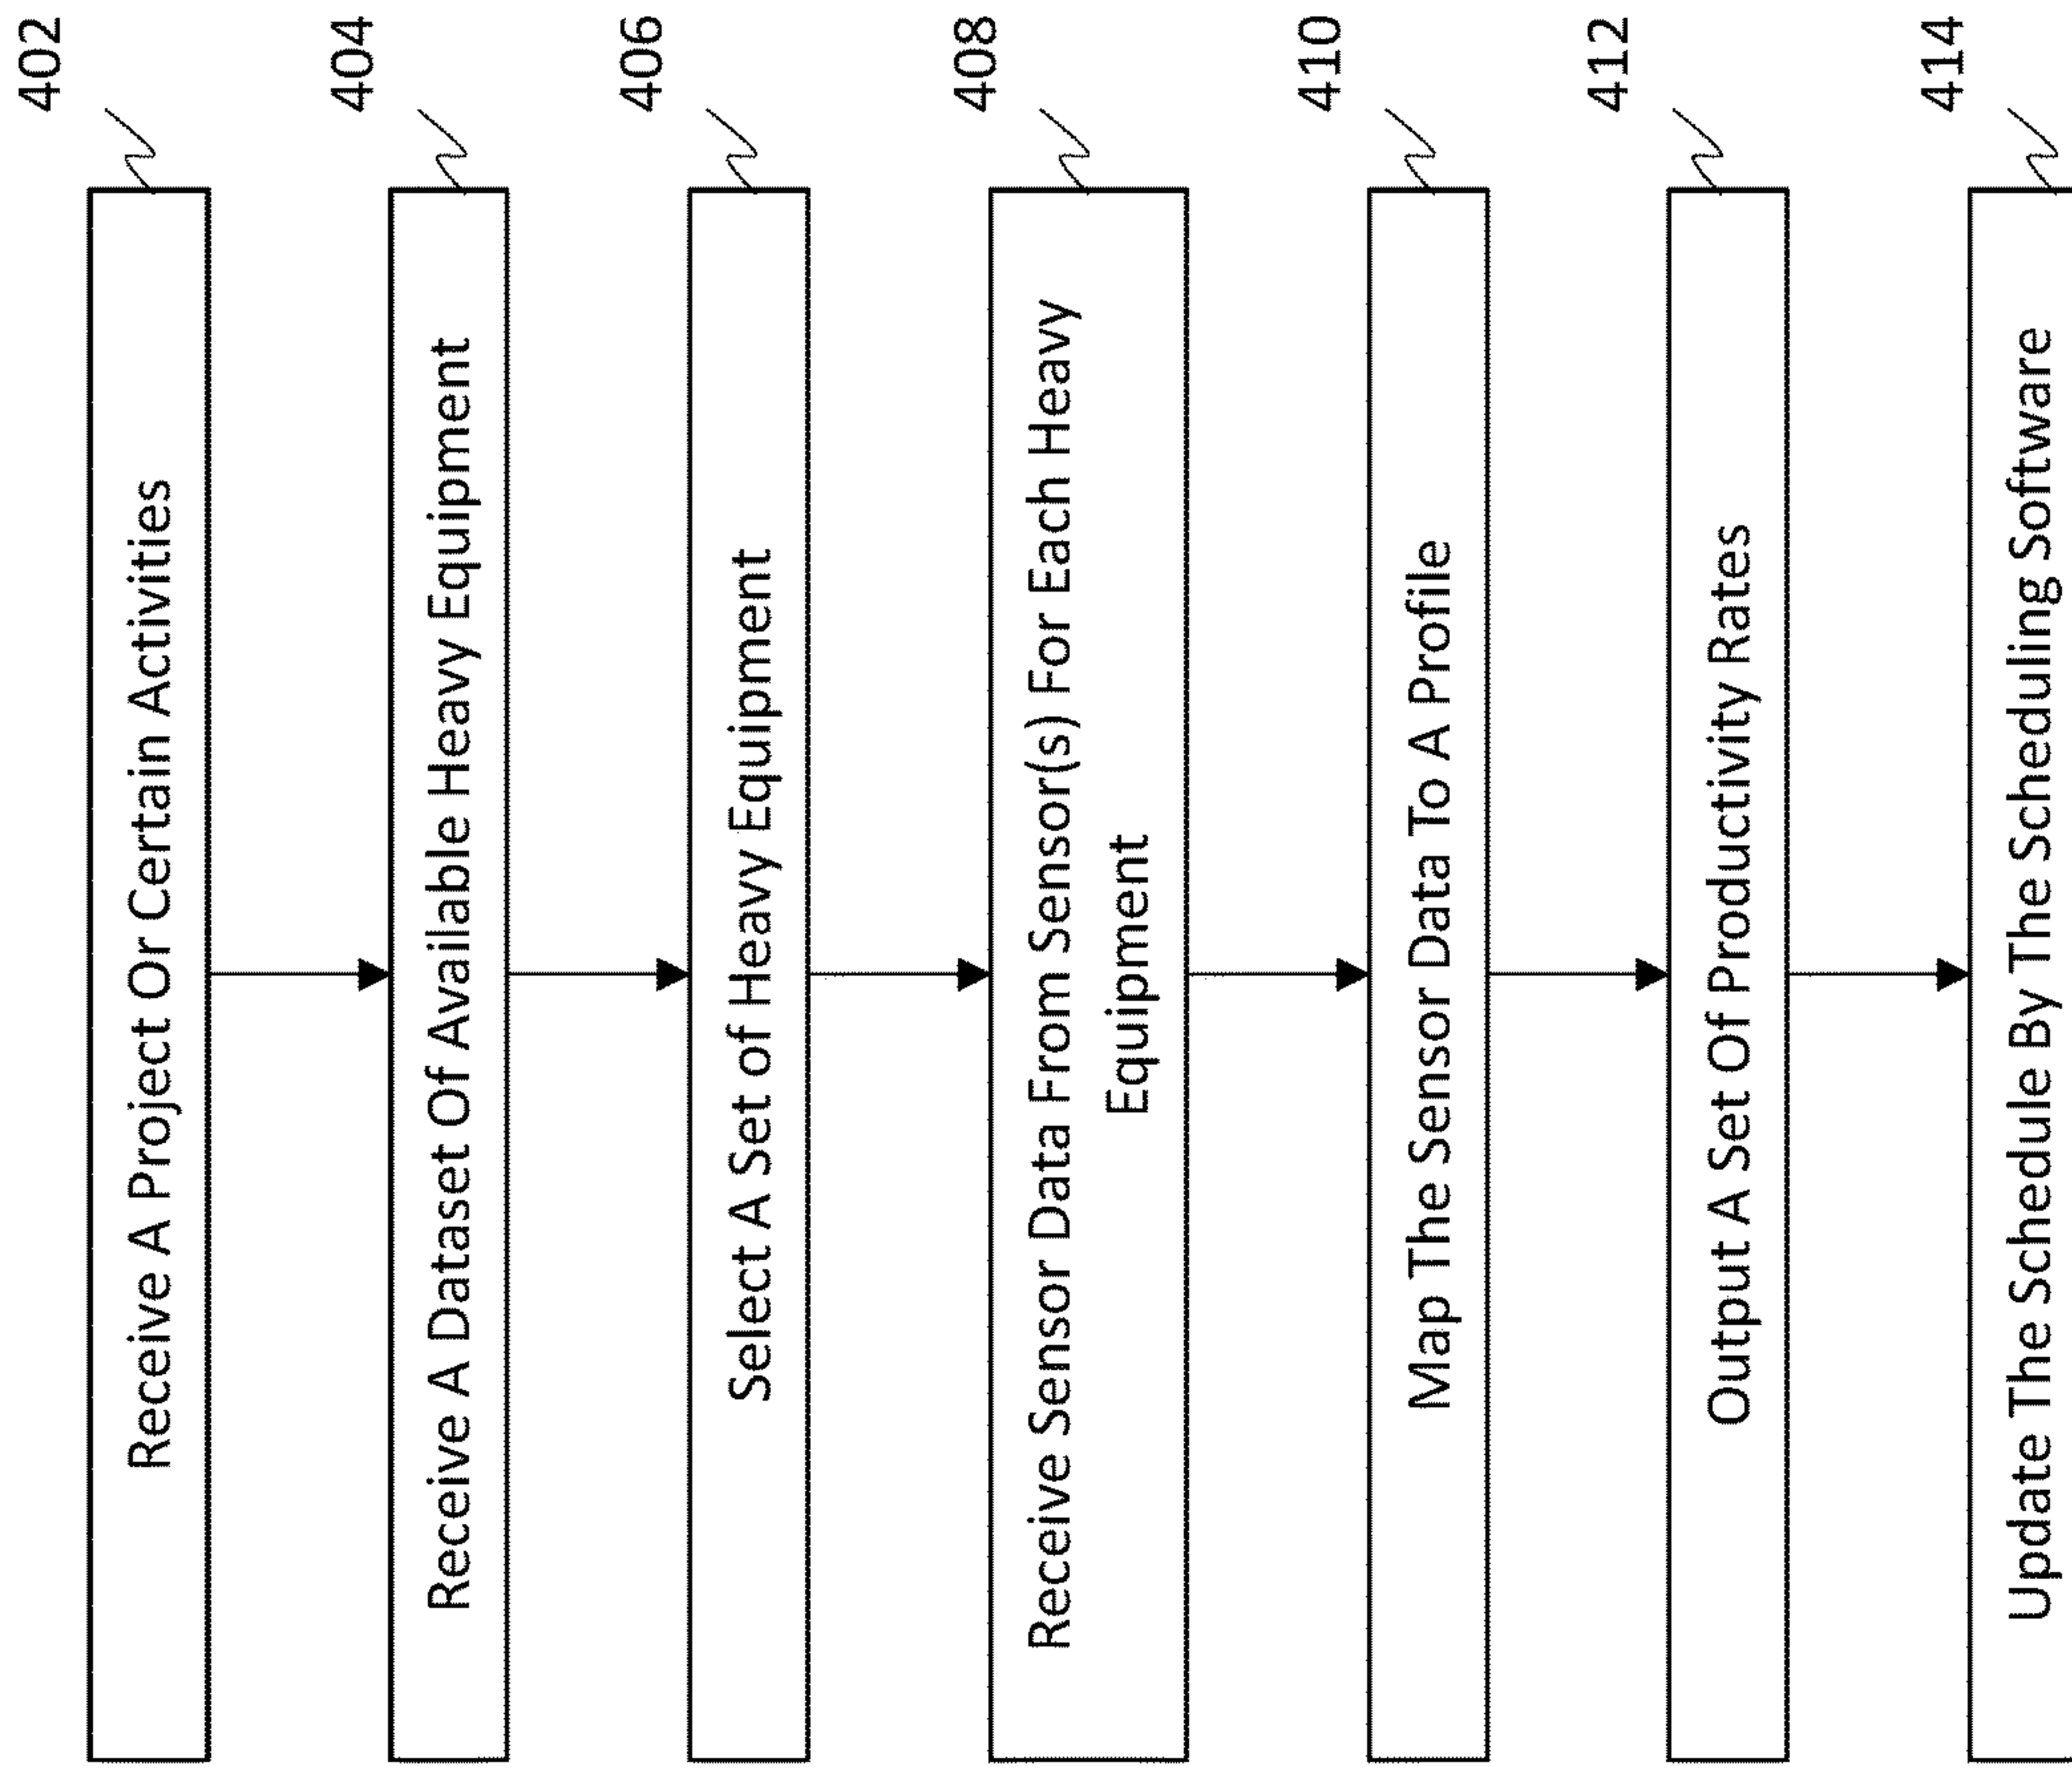 402
Receive A Project Or Certain Activities
404
Receive A Dataset Of Available Heavy Equipment
406
Select A Set of Heavy Equipment
408
Receive Sensor Data From Sensor(s) For Each Heavy
Equipment
410
Map The Sensor Data To A Profile
412
Output A Set Of Productivity Rates
414
Update The Schedule By The Scheduling Software